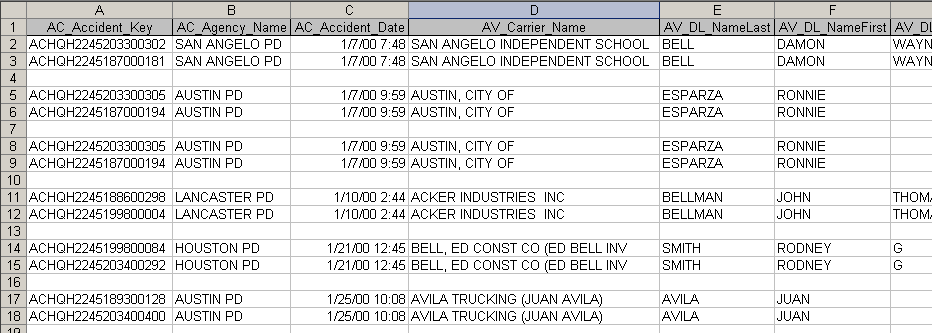 A B C D E F
1 AC_Accident_Key AC_Agency_Name AC_Accident_Date AV_Carrier_Name AV_DL_NameLast AV_DL_NameFirst AV_DL
2 ACHQH2245203300302 SAN ANGELO PD 1/7/00 7:48 SAN ANGELO INDEPENDENT SCHOOL BELL DAMON WAYN
3 ACHQH2245187000181 SAN ANGELO PD 1/7/00 7:48 SAN ANGELO INDEPENDENT SCHOOL BELL DAMON WAYN
4
5 ACHQH2245203300305 AUSTIN PD 1/7/00 9:59 AUSTIN, CITY OF ESPARZA RONNIE
6 ACHQH2245187000194 AUSTIN PD 1/7/00 9:59 AUSTIN, CITY OF ESPARZA RONNIE
7
8 ACHQH2245203300305 AUSTIN PD 1/7/00 9:59 AUSTIN, CITY OF ESPARZA RONNIE
9 ACHQH2245187000194 AUSTIN PD 1/7/00 9:59 AUSTIN, CITY OF ESPARZA RONNIE
10
11 ACHQH2245188600298 LANCASTER PD 1/10/00 2:44 ACKER INDUSTRIES INC BELLMAN JOHN THOM
12 ACHQH2245199800004 LANCASTER PD 1/10/00 2:44 ACKER INDUSTRIES INC BELLMAN JOHN THOM
13
14 ACHQH2245199800084 HOUSTON PD 1/21/00 12:45 BELL, ED CONST CO (ED BELL INV SMITH RODNEY G
15 ACHQH2245203400292 HOUSTON PD 1/21/00 12:45 BELL, ED CONST CO (ED BELL INV SMITH RODNEY G
16
17 ACHQH2245189300128 AUSTIN PD 1/25/00 10:08 AVILA TRUCKING (JUAN AVILA) AVILA JUAN
18 ACHQH2245203400400 AUSTIN PD 1/25/00 10:08 AVILA TRUCKING (JUAN AVILA) AVILA JUAN